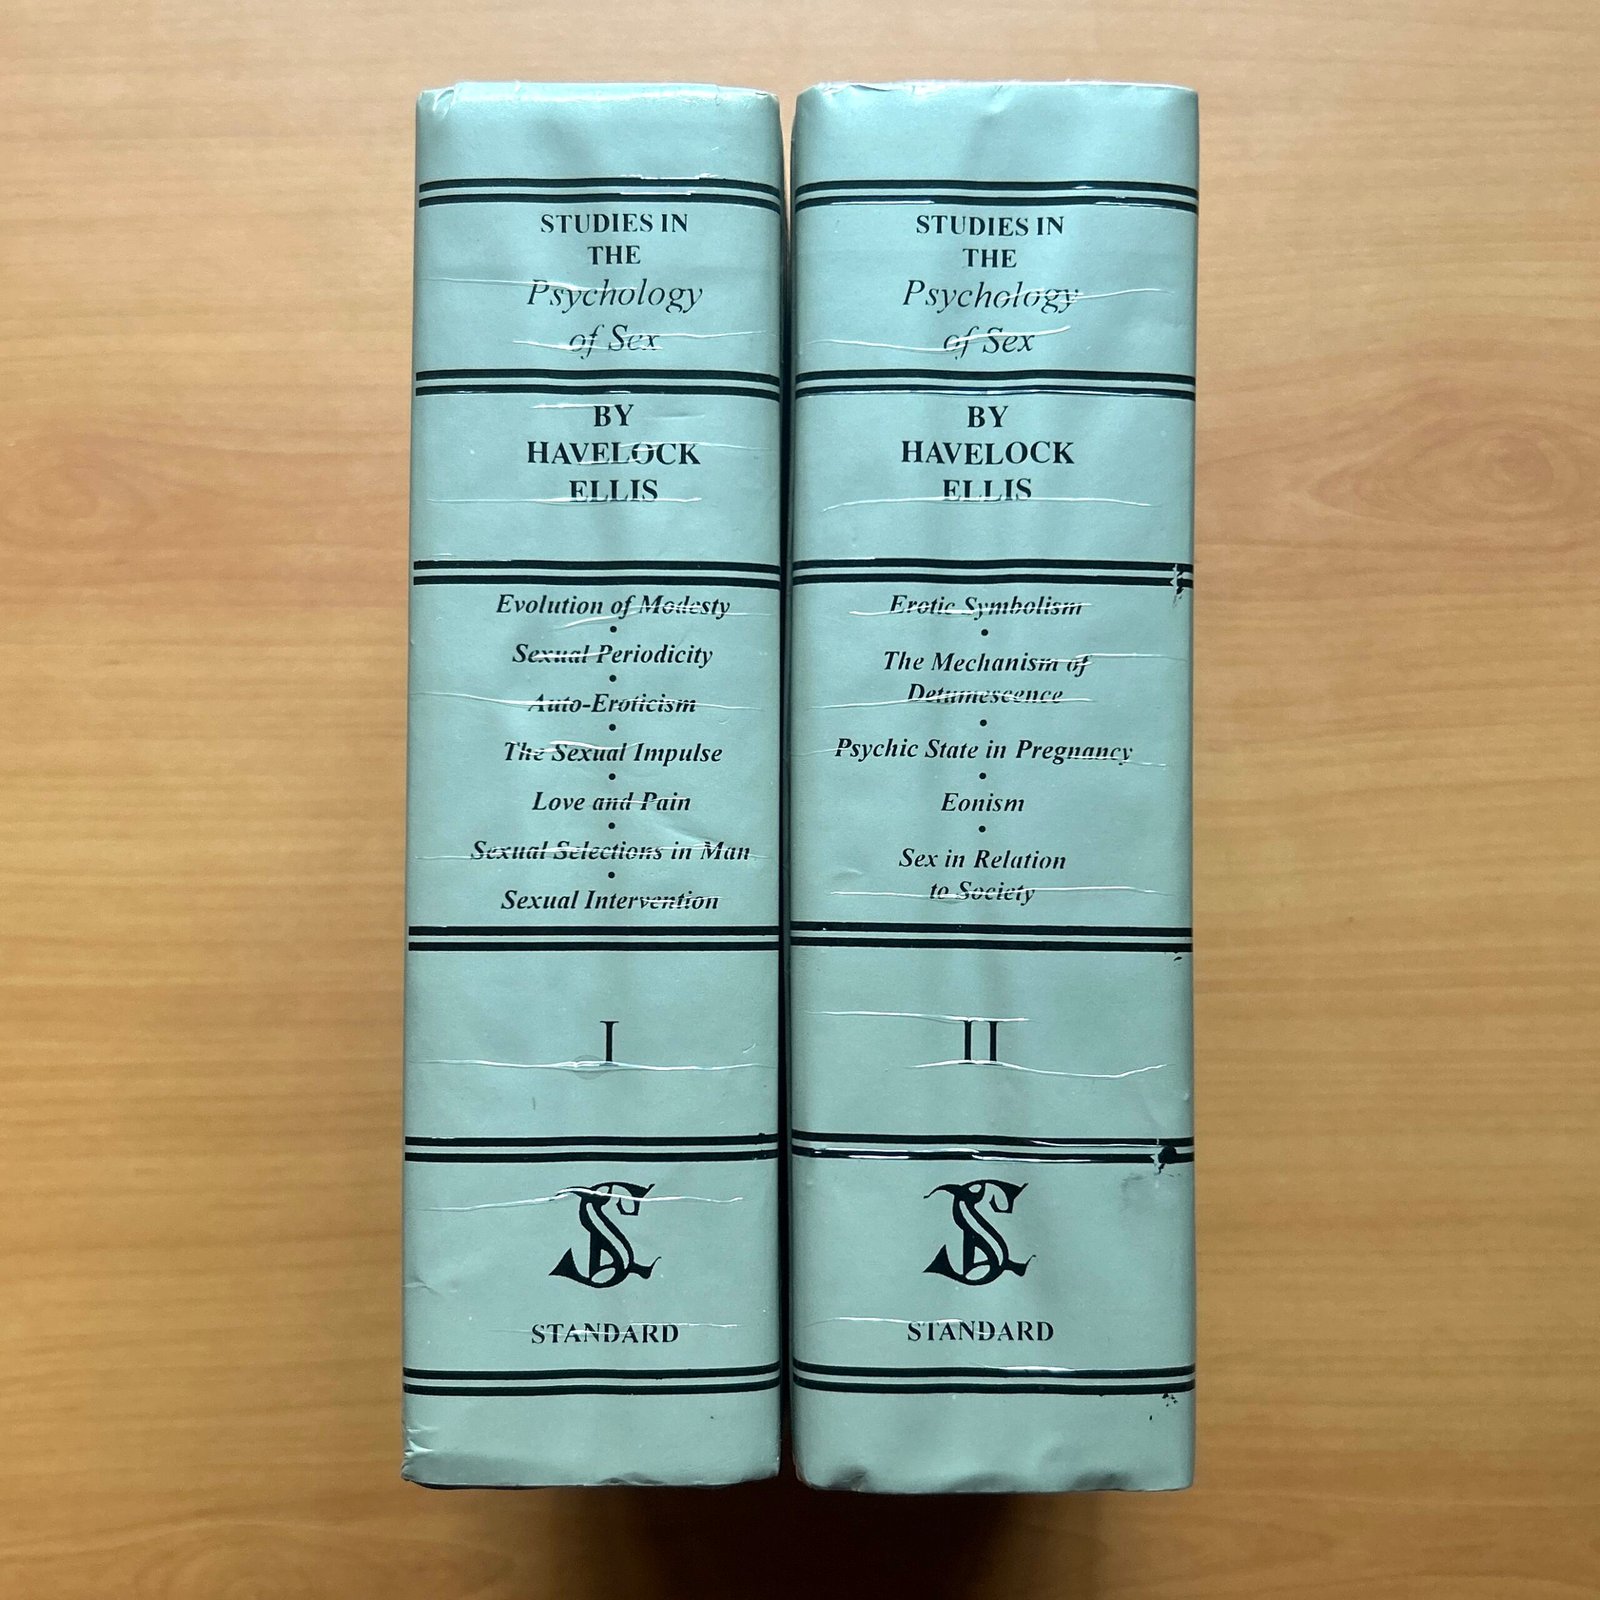 STUDIES IN
THE
Psychology
of Sex
BY
HAVELOCK
ELLIS
Evolution of Modesty
•
Sexual Periodicity
•
Auto-Eroticism
•
The Sexual Impulse
•
Love and Pain
•
Sexual Selections in Man
•
Sexual Intervention
I
STANDARD
STUDIES IN
THE
Psychology
of Sex
BY
HAVELOCK
ELLIS
Erotic Symbolism
•
The Mechanism of
Detumescence
•
Psychic State in Pregnancy
•
Eonism
•
Sex in Relation
to Society
II
STANDARD